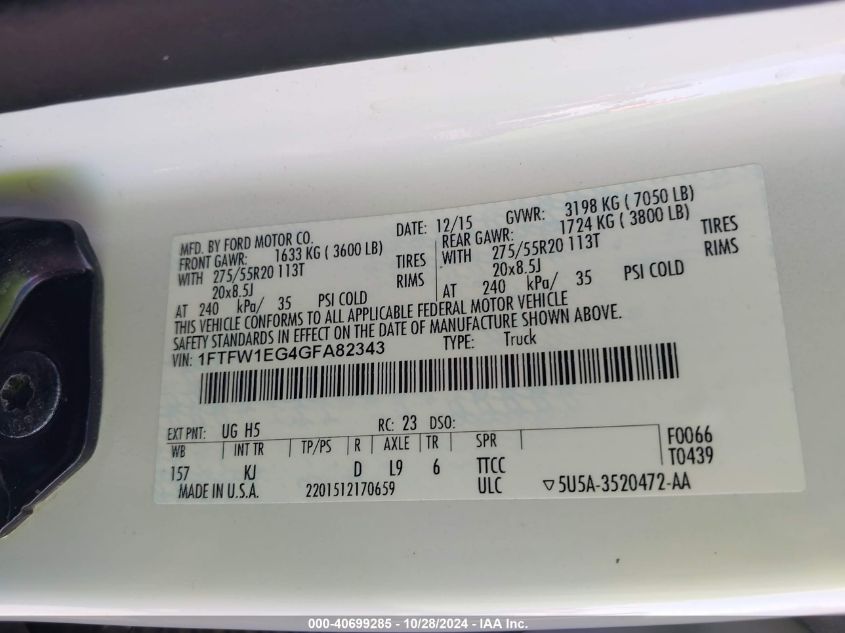 MFD. BY FORD MOTOR CO. DATE: 12/15 GVWR: 3198 KG ( 7050 LB)
FRONT GAWR: 1633 KG ( 3600 LB) REAR GAWR: 1724 KG ( 3800 LB)
WITH 275/55R20 113T TIRES WITH 275/55R20 113T TIRES
20x8.5J RIMS 20x8.5J RIMS
AT 240 kPa/ 35 PSI COLD AT 240 kPa/ 35 PSI COLD
THIS VEHICLE CONFORMS TO ALL APPLICABLE FEDERAL MOTOR VEHICLE
SAFETY STANDARDS IN EFFECT ON THE DATE OF MANUFACTURE SHOWN ABOVE.
VIN: 1FTFW1EG4GFA82343 TYPE: Truck
EXT PNT: UG H5 RC: 23 DSO:
WB INT TR TP/PS R AXLE TR SPR F0066
157 KJ D L9 6 TTCC T0439
MADE IN U.S.A. 2201512170659 ULC ▽5U5A-3520472-AA
000-40699285 - 10/28/2024 - IAA Inc.